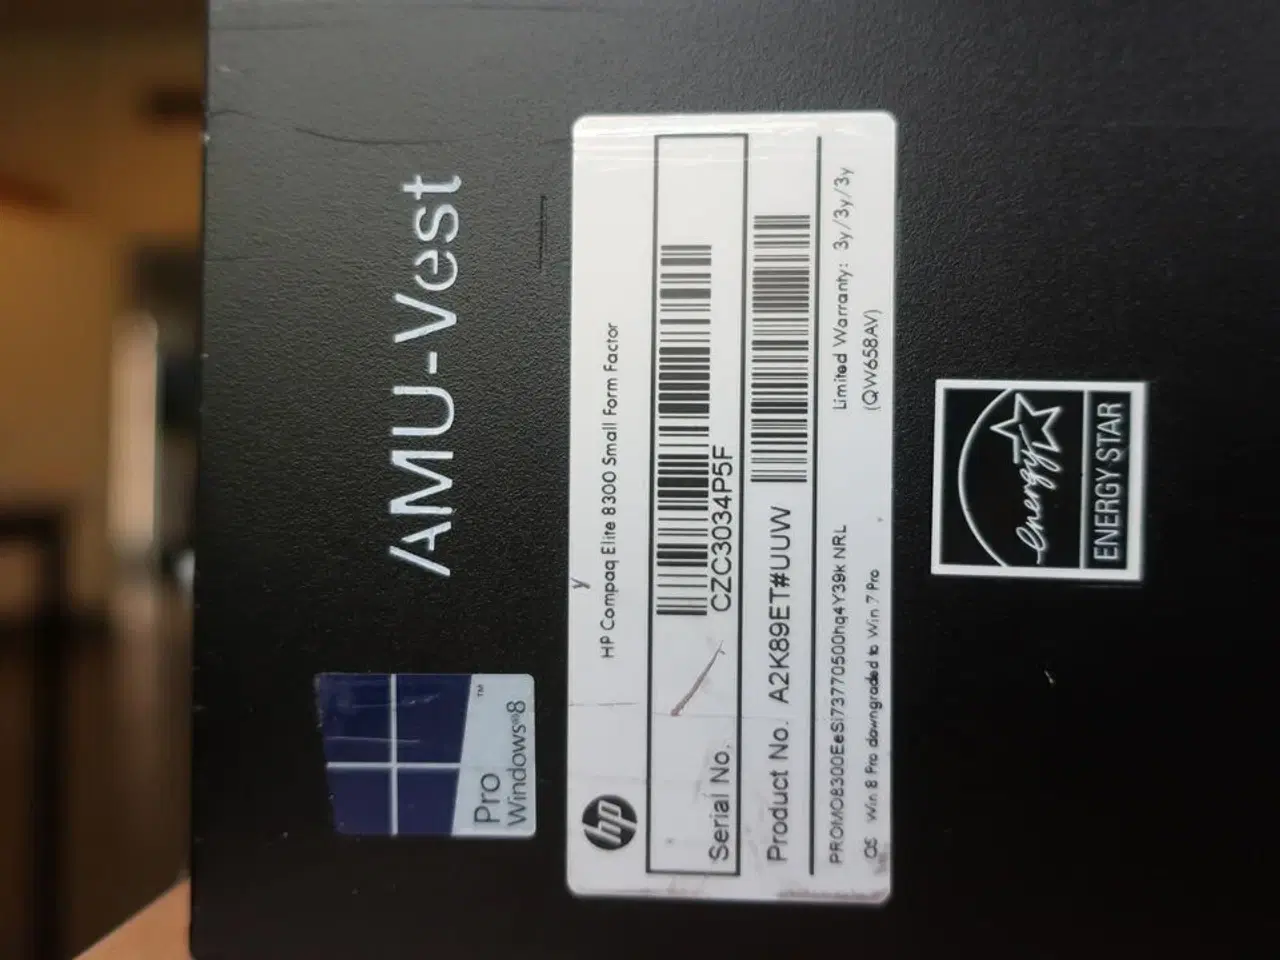 AMU-Vest
Pro
Windows®8
™
hp
HP Compaq Elite 8300 Small Form Factor
Serial No.
CZC3034P5F
Product No. A2K89ET#UUW
PROMO8300EeSi73770500hq4Y39k NRL
Limited Warranty: 3y/3y/3y
OS Win 8 Pro downgraded to Win 7 Pro
(QW658AV)
energy
ENERGY STAR